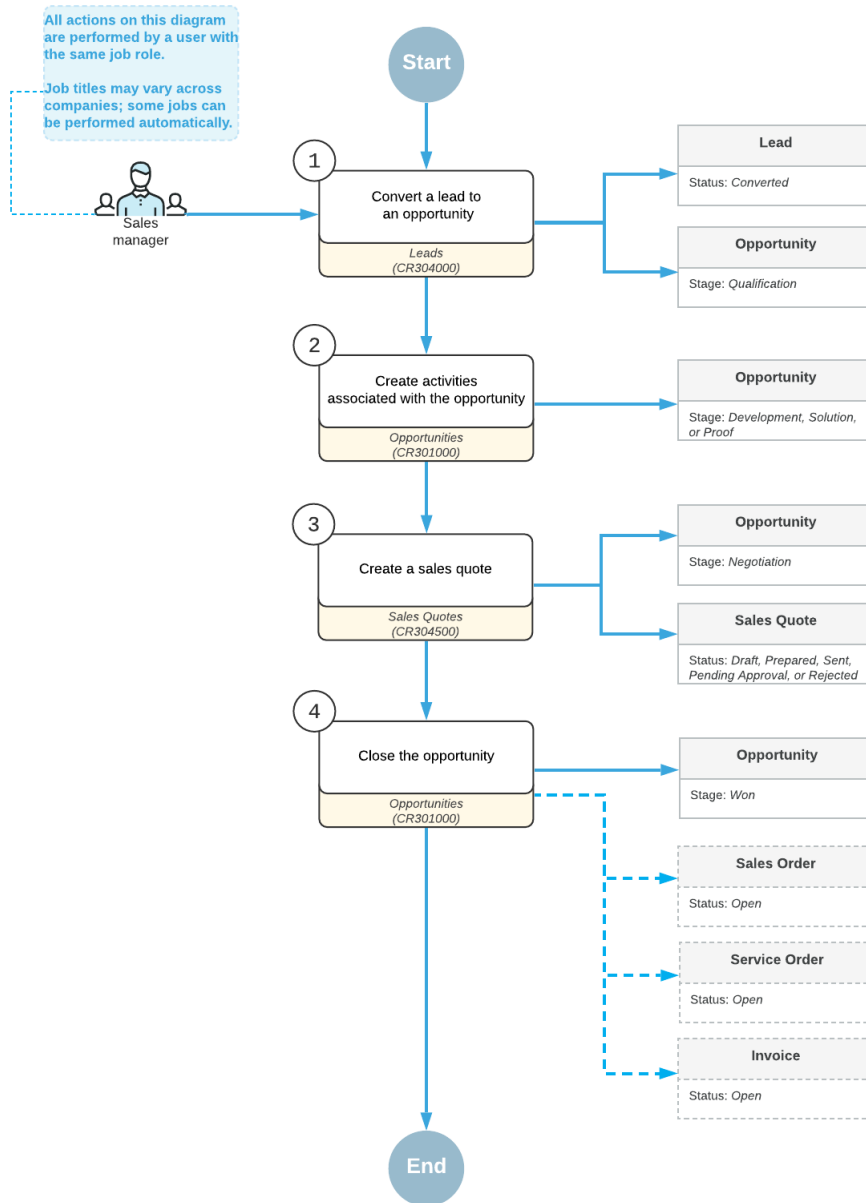 All actions on this diagram
are performed by a user with
the same job role.
Job titles may vary across
companies; some jobs can
be performed automatically.
Start
Sales
manager
1
Convert a lead to
an opportunity
Leads
(CR304000)
Lead
Status: Converted
Opportunity
Stage: Qualification
2
Create activities
associated with the opportunity
Opportunities
(CR301000)
Opportunity
Stage: Development, Solution,
or Proof
3
Create a sales quote
Sales Quotes
(CR304500)
Opportunity
Stage: Negotiation
Sales Quote
Status: Draft, Prepared, Sent,
Pending Approval, or Rejected
4
Close the opportunity
Opportunities
(CR301000)
Opportunity
Stage: Won
Sales Order
Status: Open
Service Order
Status: Open
Invoice
Status: Open
End